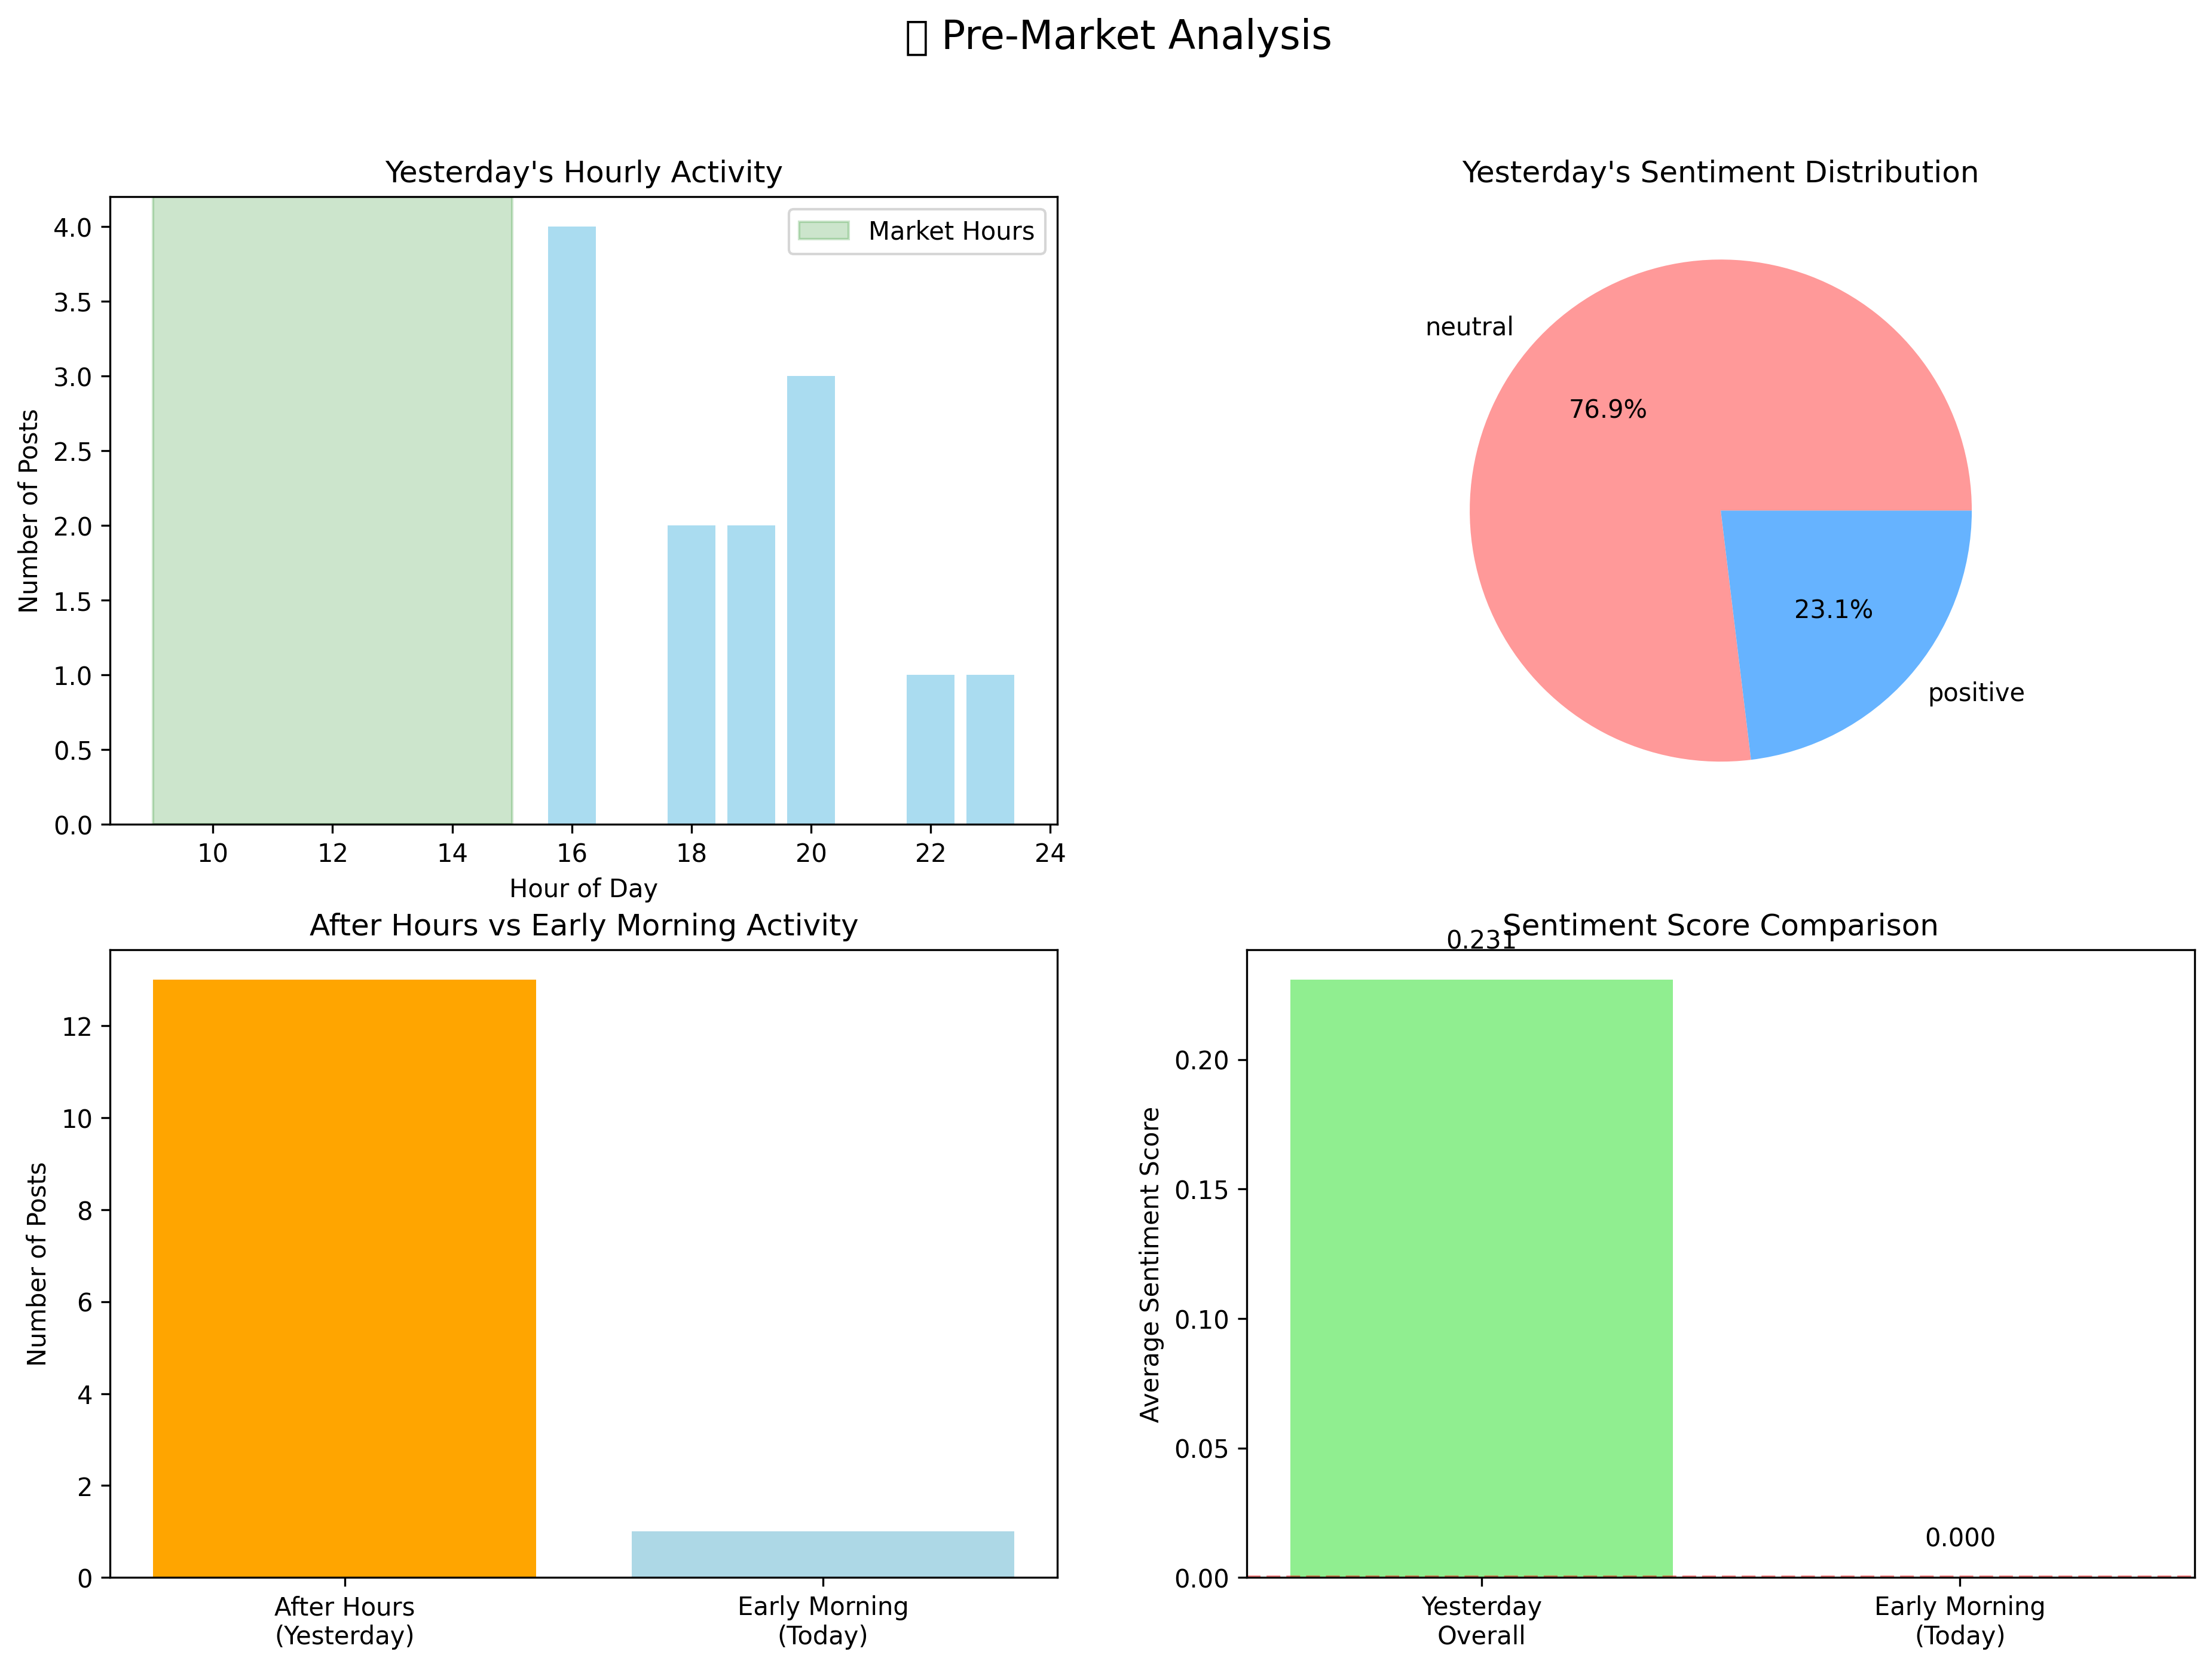 Pre-Market Analysis
Yesterday's Hourly Activity
Market Hours
Number of Posts
4.0
3.5
3.0
2.5
2.0
1.5
1.0
0.5
0.0
10 12 14 16 18 20 22 24
Hour of Day
Yesterday's Sentiment Distribution
neutral
76.9%
23.1%
positive
After Hours vs Early Morning Activity
Number of Posts
12
10
8
6
4
2
0
After Hours
(Yesterday)
Early Morning
(Today)
Sentiment Score Comparison
0.231
Average Sentiment Score
0.20
0.15
0.10
0.05
0.00
0.000
Yesterday
Overall
Early Morning
(Today)